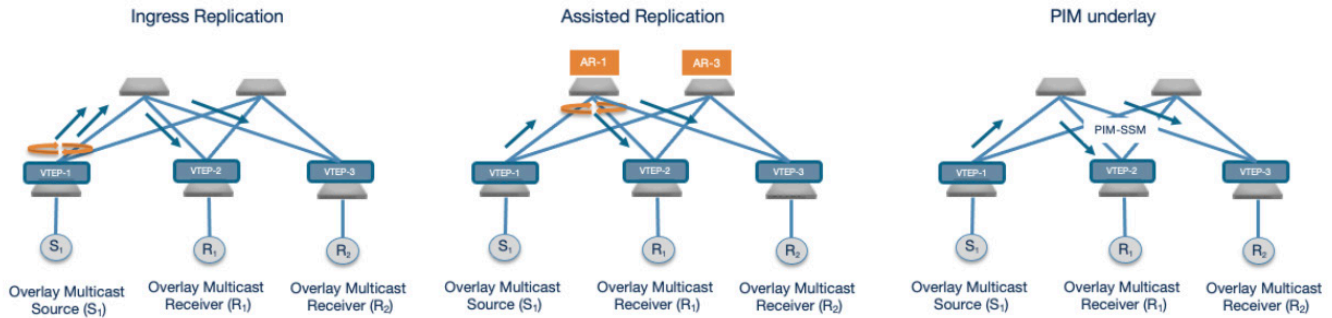 Ingress Replication
VTEP-1
VTEP-2
VTEP-3
S₁
R₁
R₂
Overlay Multicast
Source (S₁)
Overlay Multicast
Receiver (R₁)
Overlay Multicast
Receiver (R₂)
Assisted Replication
AR-1
AR-3
VTEP-1
VTEP-2
VTEP-3
S₁
R₁
R₂
Overlay Multicast
Source (S₁)
Overlay Multicast
Receiver (R₁)
Overlay Multicast
Receiver (R₂)
PIM underlay
PIM-SSM
VTEP-1
VTEP-2
VTEP-3
S₁
R₁
R₂
Overlay Multicast
Source (S₁)
Overlay Multicast
Receiver (R₁)
Overlay Multicast
Receiver (R₂)